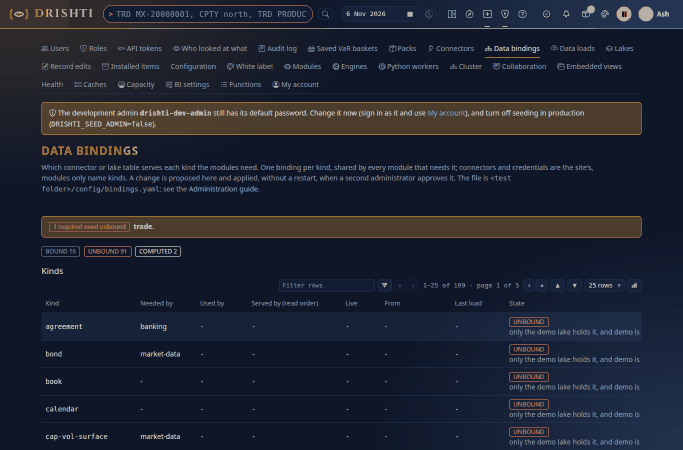 DRISHTI
> TRD MX-20000001, CPTY north, TRD PRODUC
6 Nov 2026
Ash
Users Roles API tokens Who looked at what Audit log Saved VaR baskets Packs Connectors Data bindings Data loads Lakes
Record edits Installed items Configuration White label Modules Engines Python workers Cluster Collaboration Embedded views
Health Caches Capacity BI settings Functions My account
The development admin drishti-dev-admin still has its default password. Change it now (sign in as it and use My account), and turn off seeding in production
(DRISHTI_SEED_ADMIN=false).
DATA BINDINGS
Which connector or lake table serves each kind the modules need. One binding per kind, shared by every module that needs it; connectors and credentials are the site's,
modules only name kinds. A change is proposed here and applied, without a restart, when a second administrator approves it. The file is <test
folder>/config/bindings.yaml; see the Administration guide.
1 required need unbound trade.
BOUND 16 UNBOUND 91 COMPUTED 2
Kinds
Filter rows « ‹ 1–25 of 109 · page 1 of 5 › » ▲ ▼ 25 rows ▾
Kind Needed by Used by Served by (read order) Live From Last load State
agreement banking - - - - - UNBOUND
only the demo lake holds it, and demo is
bond market-data - - - - - UNBOUND
only the demo lake holds it, and demo is
book - - - - - - UNBOUND
only the demo lake holds it, and demo is
calendar - - - - - - UNBOUND
only the demo lake holds it, and demo is
cap-vol-surface market-data - - - - - UNBOUND
only the demo lake holds it, and demo is